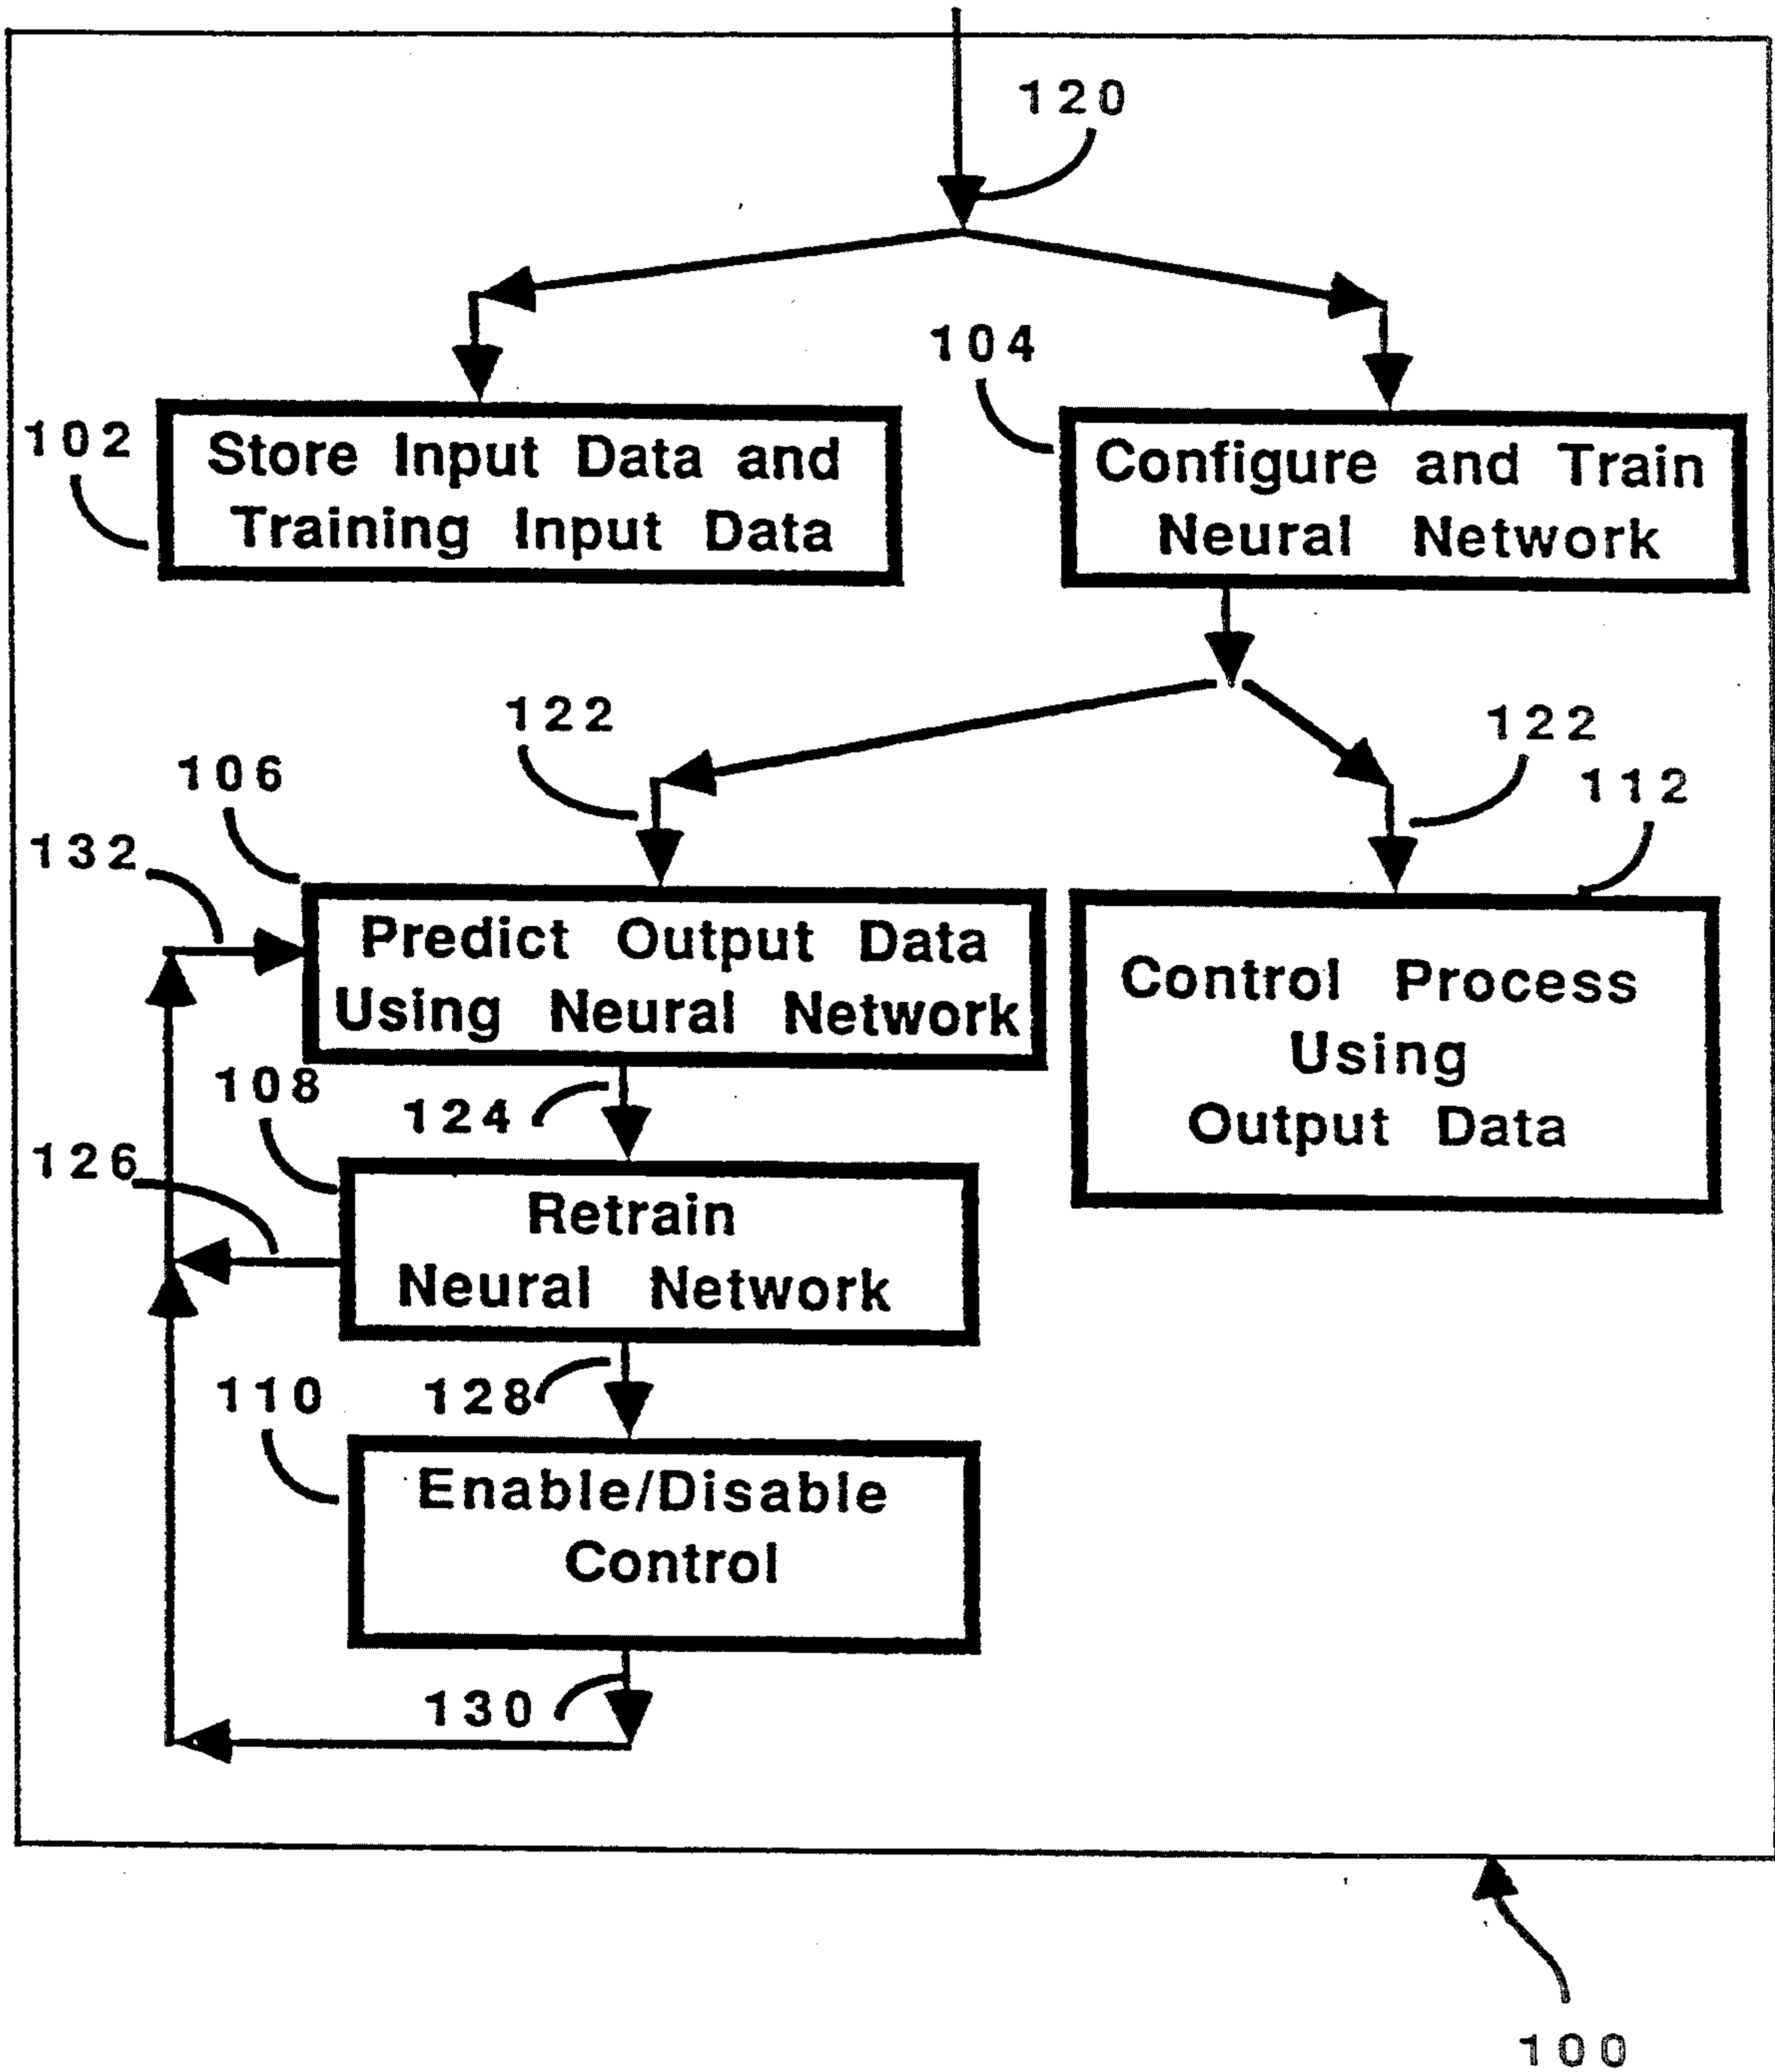 120
104
102
Store Input Data and
Training Input Data
Configure and Train
Neural Network
122
122
106
112
132
Predict Output Data
Using Neural Network
Control Process
Using
Output Data
108
124
126
Retrain
Neural Network
110
128
Enable/Disable
Control
130
100